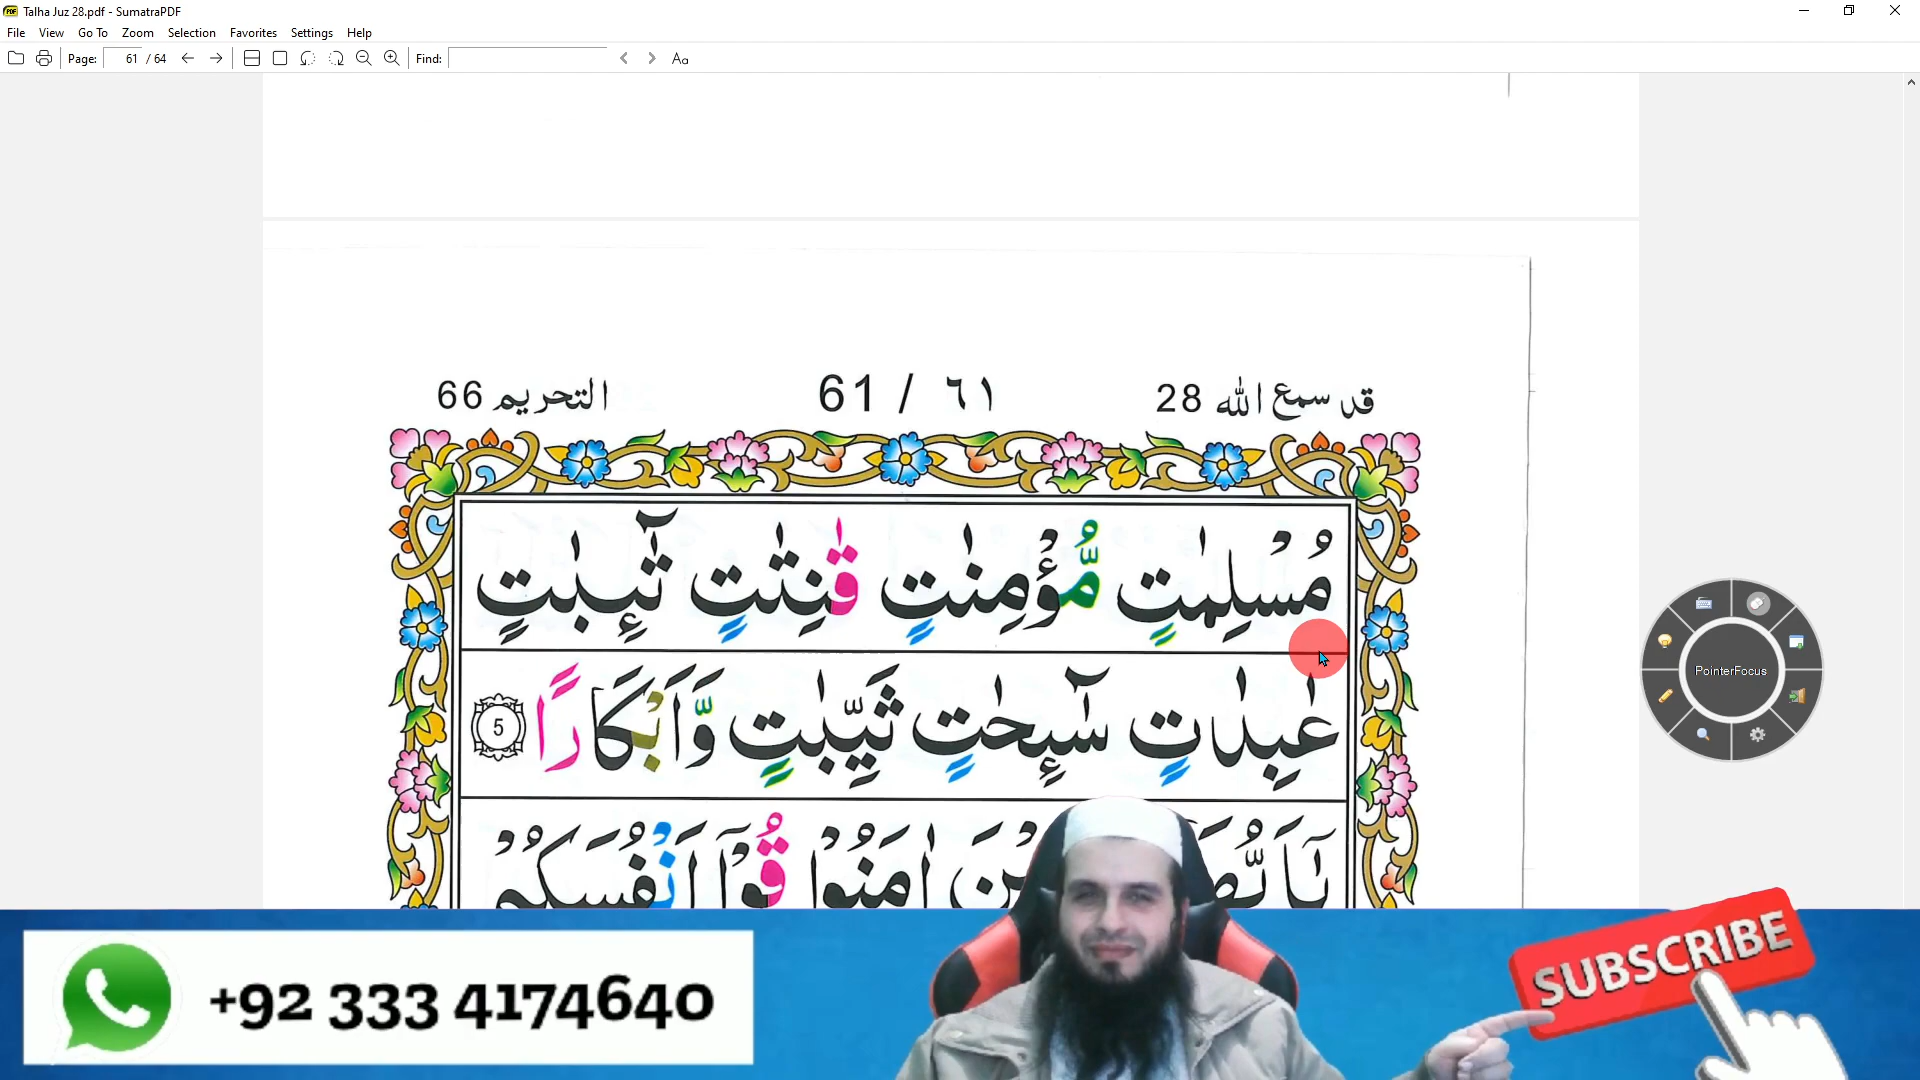 Talha Juz 28.pdf - SumatraPDF
File View Go To Zoom Selection Favorites Settings Help
Page: 61 / 64 Find: Aa
التحريم 66 61 / ٦١ قد سمع الله 28
مُسْلِمٰتٍ مُّؤْمِنٰتٍ قٰنِتٰتٍ تٰٓئِبٰتٍ
عٰبِدٰتٍ سٰٓئِحٰتٍ ثَيِّبٰتٍ وَّاَبْكَارًا 5
اٰمَنُوْا قُوْٓا اَنْفُسَكُمْ
PointerFocus
+92 333 4174640
SUBSCRIBE